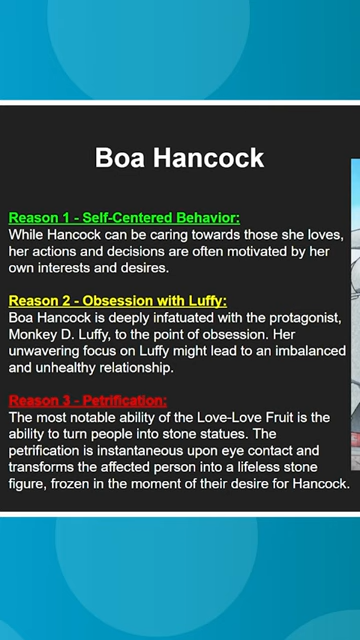 Boa Hancock
Reason 1 - Self-Centered Behavior:
While Hancock can be caring towards those she loves,
her actions and decisions are often motivated by her
own interests and desires.
Reason 2 - Obsession with Luffy:
Boa Hancock is deeply infatuated with the protagonist,
Monkey D. Luffy, to the point of obsession. Her
unwavering focus on Luffy might lead to an imbalanced
and unhealthy relationship.
Reason 3 - Petrification:
The most notable ability of the Love-Love Fruit is the
ability to turn people into stone statues. The
petrification is instantaneous upon eye contact and
transforms the affected person into a lifeless stone
figure, frozen in the moment of their desire for Hancock.